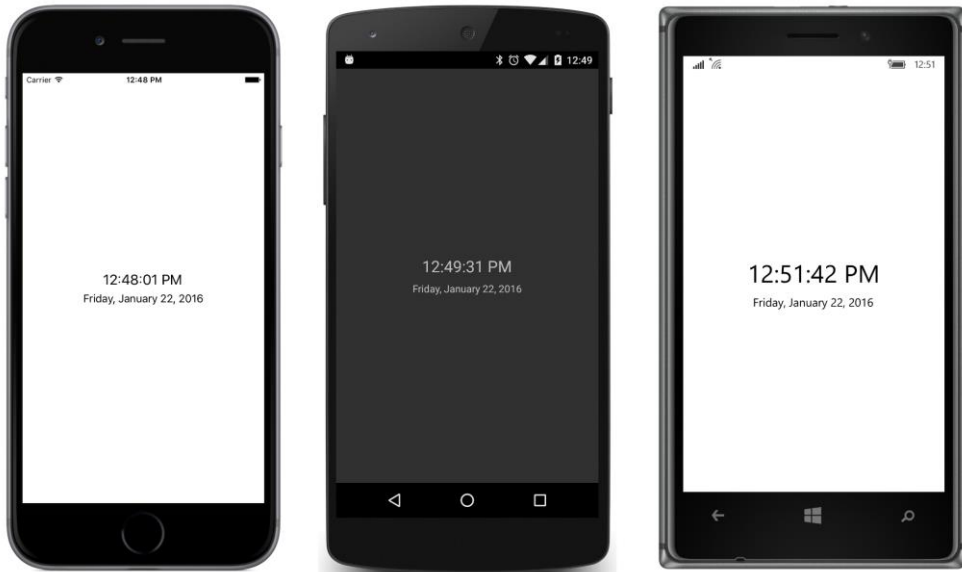 Carrier 12:48 PM
12:48:01 PM
Friday, January 22, 2016
12:49
12:49:31 PM
Friday, January 22, 2016
12:51
12:51:42 PM
Friday, January 22, 2016